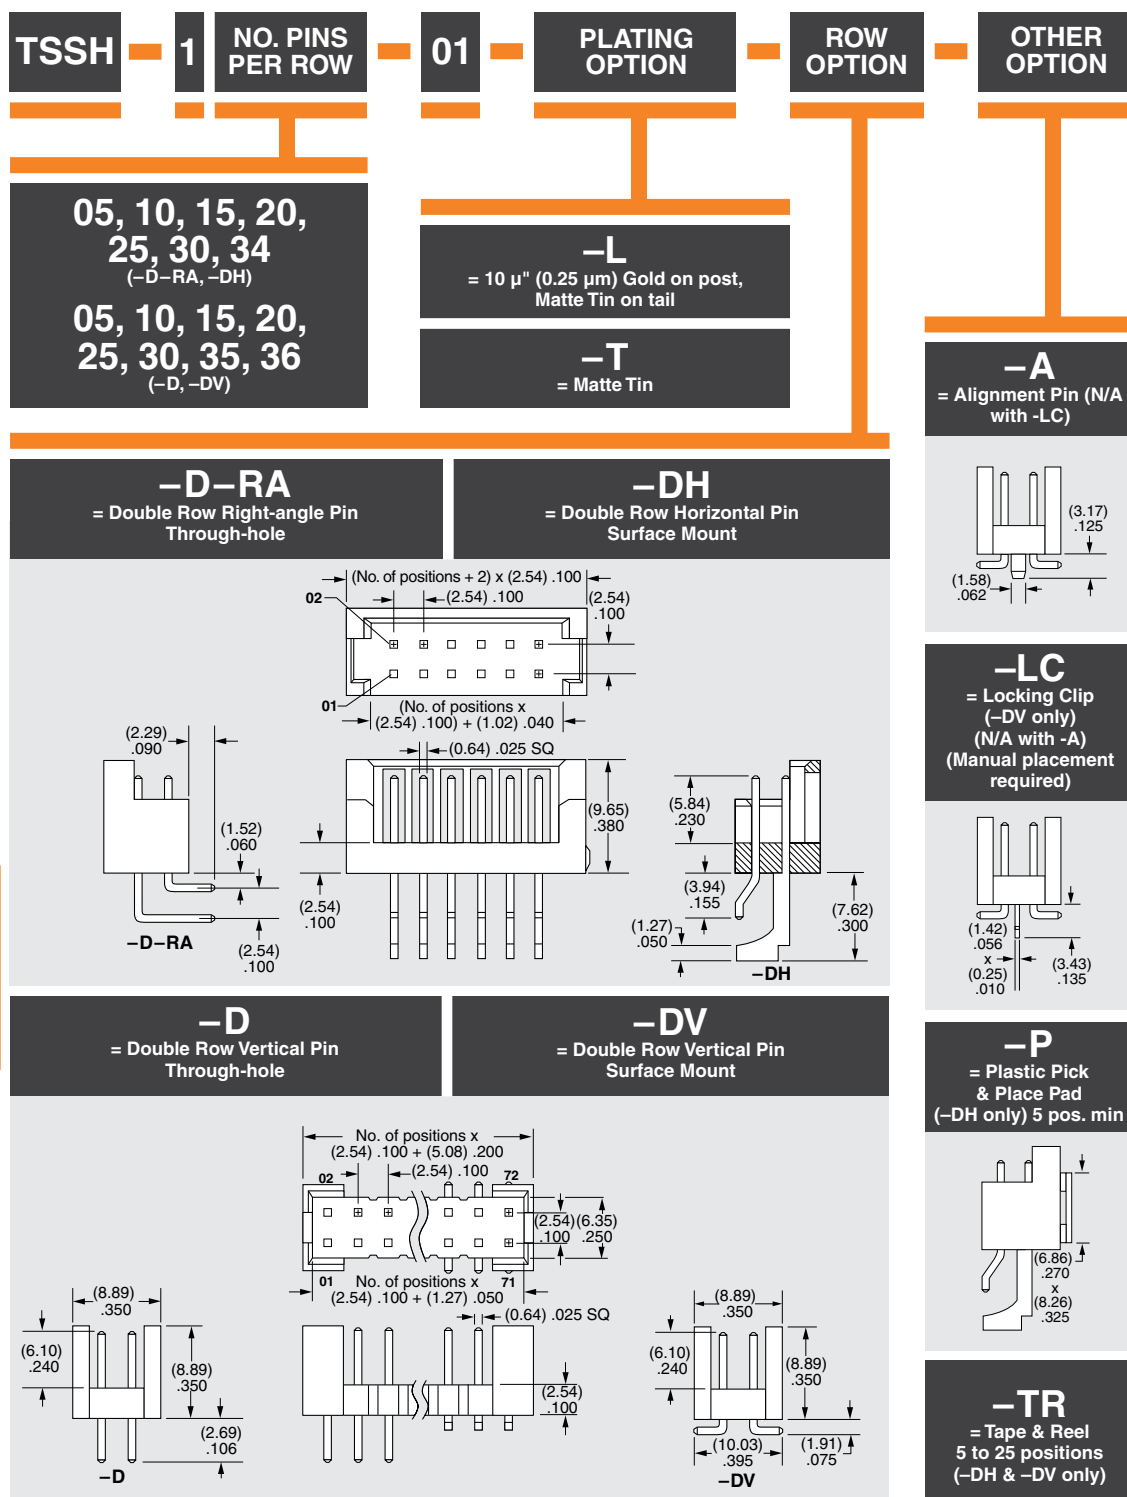 TSSH
1
NO. PINS
PER ROW
01
PLATING
OPTION
ROW
OPTION
OTHER
OPTION
05, 10, 15, 20,
25, 30, 34
(–D–RA, –DH)
05, 10, 15, 20,
25, 30, 35, 36
(–D, –DV)
–L
= 10 µ" (0.25 µm) Gold on post,
Matte Tin on tail
–T
= Matte Tin
–A
= Alignment Pin (N/A
with -LC)
(3.17)
.125
(1.58)
.062
–D–RA
= Double Row Right-angle Pin
Through-hole
–DH
= Double Row Horizontal Pin
Surface Mount
(No. of positions + 2) x (2.54) .100
02
(2.54) .100
(2.54)
.100
01
(No. of positions x
(2.54) .100) + (1.02) .040
(2.29)
.090
(0.64) .025 SQ
(1.52)
.060
(9.65)
.380
(5.84)
.230
(2.54)
.100
(3.94)
.155
(1.27)
.050
(7.62)
.300
–D–RA
(2.54)
.100
–DH
–LC
= Locking Clip
(–DV only)
(N/A with -A)
(Manual placement
required)
(1.42)
.056
x
(0.25)
.010
(3.43)
.135
–D
= Double Row Vertical Pin
Through-hole
–DV
= Double Row Vertical Pin
Surface Mount
No. of positions x
(2.54) .100 + (5.08) .200
02
(2.54) .100
72
(2.54)
.100
(6.35)
.250
01
No. of positions x
(2.54) .100 + (1.27) .050
71
(8.89)
.350
(0.64) .025 SQ
(8.89)
.350
(6.10)
.240
(8.89)
.350
(2.54)
.100
(6.10)
.240
(8.89)
.350
(2.69)
.106
–D
(10.03)
.395
(1.91)
.075
–DV
–P
= Plastic Pick
& Place Pad
(–DH only) 5 pos. min
(6.86)
.270
x
(8.26)
.325
–TR
= Tape & Reel
5 to 25 positions
(–DH & –DV only)